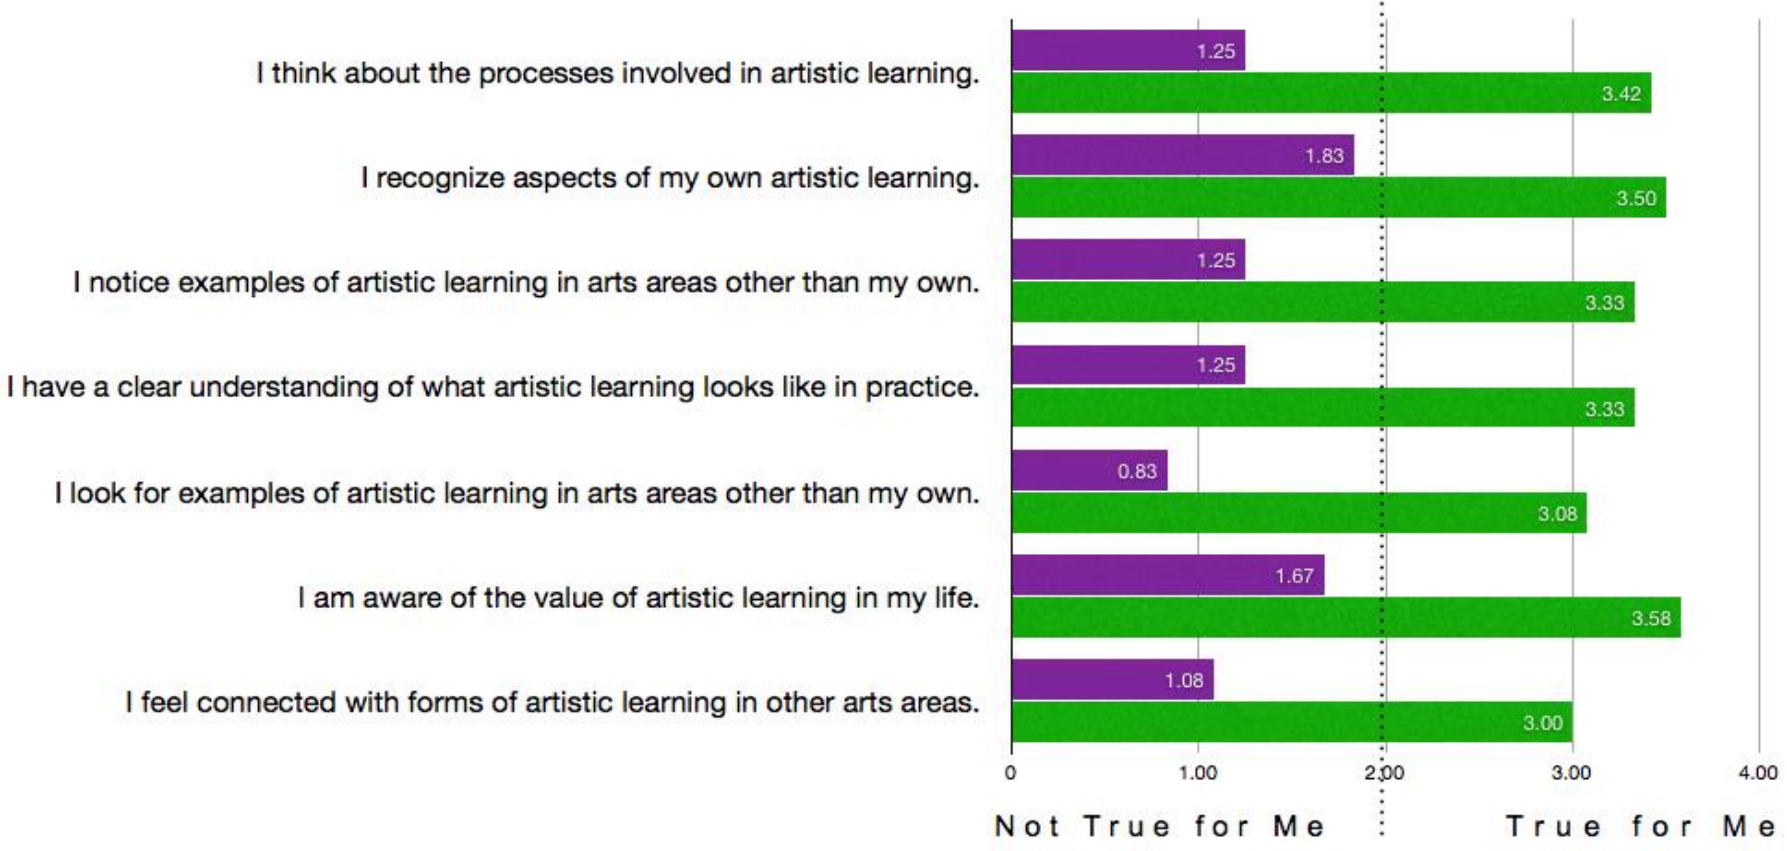 I think about the processes involved in artistic learning.
1.25
3.42
I recognize aspects of my own artistic learning.
1.83
3.50
I notice examples of artistic learning in arts areas other than my own.
1.25
3.33
I have a clear understanding of what artistic learning looks like in practice.
1.25
3.33
I look for examples of artistic learning in arts areas other than my own.
0.83
3.08
I am aware of the value of artistic learning in my life.
1.67
3.58
I feel connected with forms of artistic learning in other arts areas.
1.08
3.00
0 1.00 2.00 3.00 4.00
Not True for Me True for Me